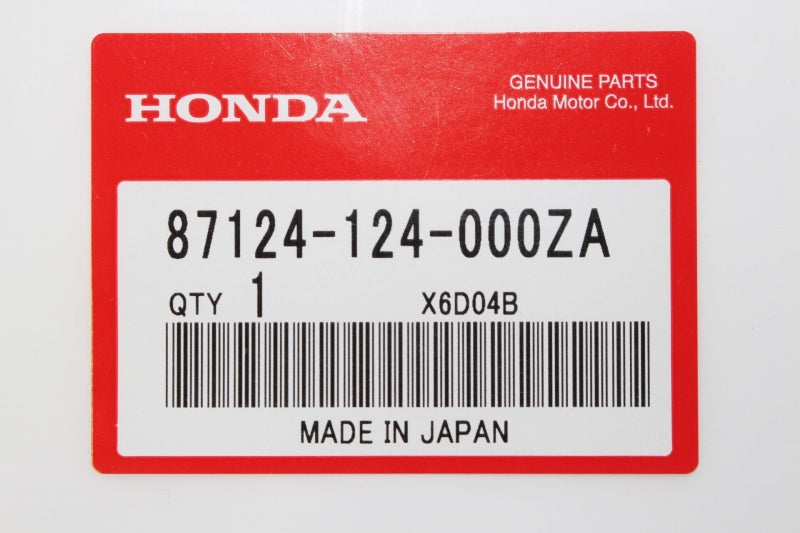 HONDA
GENUINE PARTS
Honda Motor Co., Ltd.
87124-124-000ZA
QTY 1 X6D04B
MADE IN JAPAN